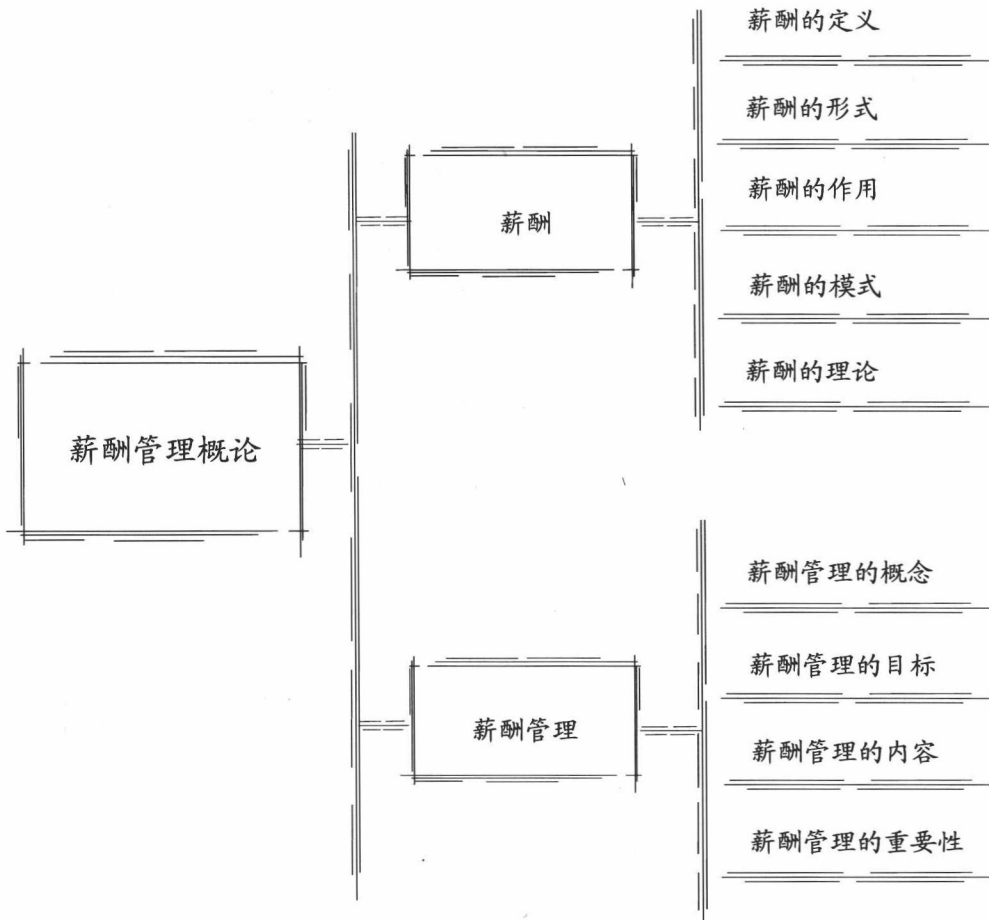 薪酬管理概论
薪酬
薪酬的定义
薪酬的形式
薪酬的作用
薪酬的模式
薪酬的理论
薪酬管理
薪酬管理的概念
薪酬管理的目标
薪酬管理的内容
薪酬管理的重要性